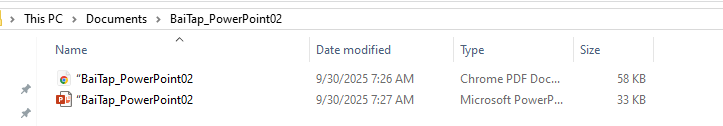 This PC > Documents > BaiTap_PowerPoint02
Name Date modified Type Size
“BaiTap_PowerPoint02 9/30/2025 7:26 AM Chrome PDF Doc... 58 KB
“BaiTap_PowerPoint02 9/30/2025 7:27 AM Microsoft PowerP... 33 KB